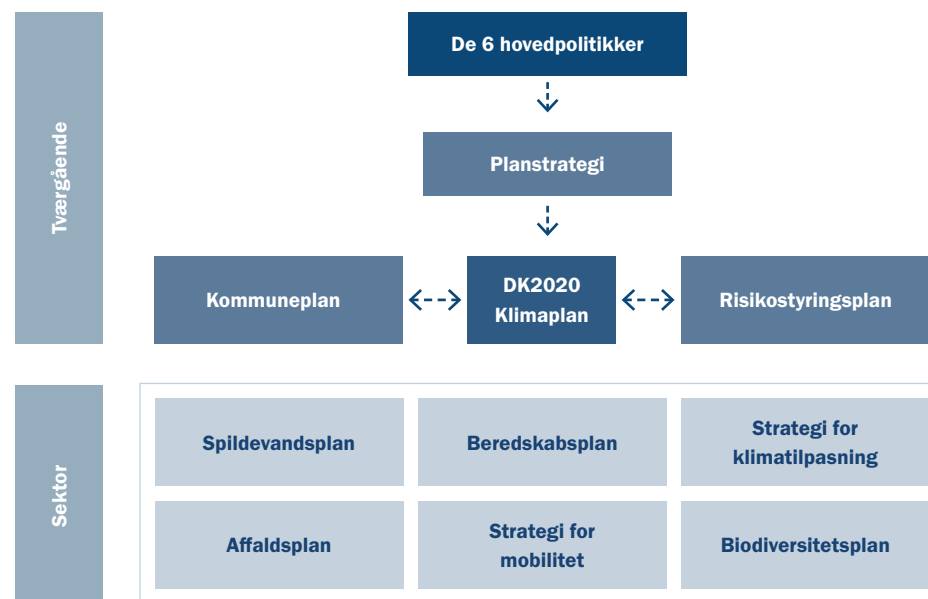 Tværgående
De 6 hovedpolitikker
Planstrategi
Kommuneplan
DK2020
Klimaplan
Risikostyringsplan
Sektor
Spildevandsplan
Beredskabsplan
Strategi for
klimatilpasning
Affaldsplan
Strategi for
mobilitet
Biodiversitetsplan